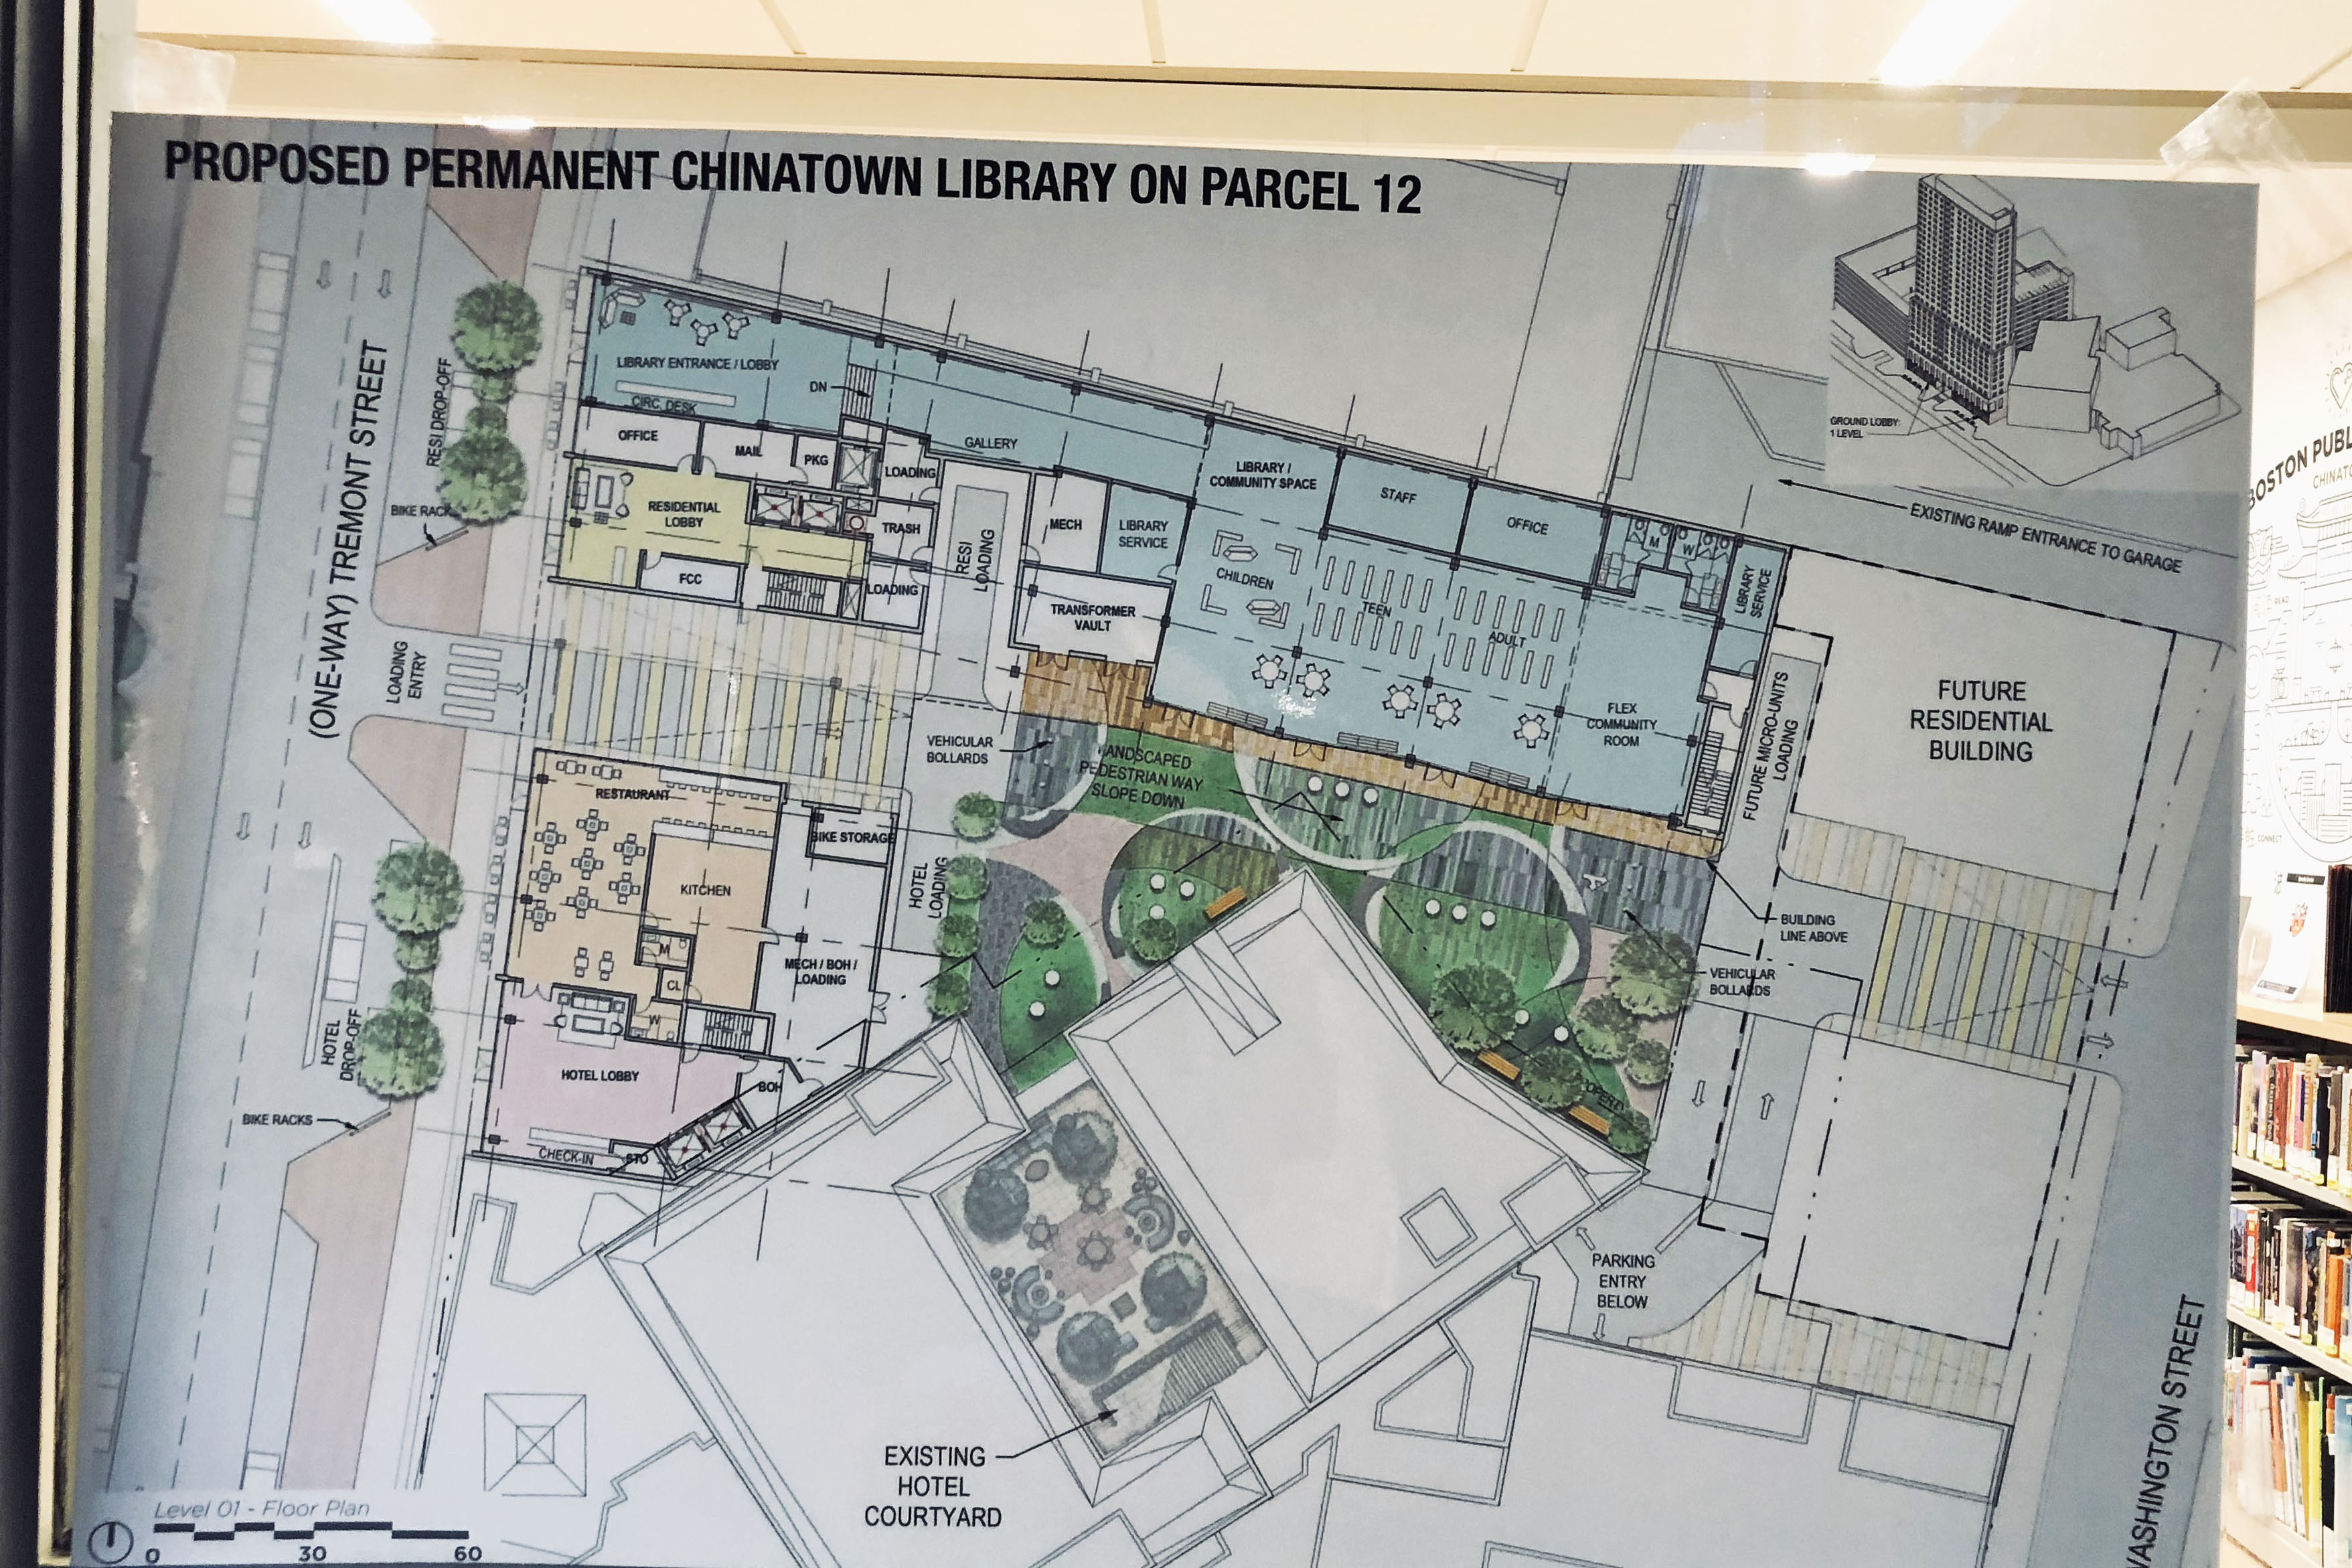 PROPOSED PERMANENT CHINATOWN LIBRARY ON PARCEL 12
GROUND LOBBY:
1 LEVEL
EXISTING RAMP ENTRANCE TO GARAGE
(ONE-WAY) TREMONT STREET
RESI DROP-OFF
BIKE RACK
LOADING
ENTRY
HOTEL
DROP-OFF
BIKE RACKS
LIBRARY ENTRANCE / LOBBY
DN
CIRC. DESK
OFFICE
MAIL
PKG
LOADING
GALLERY
RESIDENTIAL
LOBBY
TRASH
FCC
LOADING
RESI
LOADING
MECH
LIBRARY
SERVICE
TRANSFORMER
VAULT
LIBRARY /
COMMUNITY SPACE
STAFF
OFFICE
M
W
LIBRARY
SERVICE
CHILDREN
TEEN
ADULT
FLEX
COMMUNITY
ROOM
FUTURE MICRO-UNITS
LOADING
FUTURE
RESIDENTIAL
BUILDING
VEHICULAR
BOLLARDS
LANDSCAPED
PEDESTRIAN WAY
SLOPE DOWN
RESTAURANT
BIKE STORAGE
KITCHEN
HOTEL
LOADING
M
CL
W
MECH / BOH /
LOADING
HOTEL LOBBY
BOH
CHECK-IN
STO
BUILDING
LINE ABOVE
VEHICULAR
BOLLARDS
PARKING
ENTRY
BELOW
EXISTING
HOTEL
COURTYARD
WASHINGTON STREET
Level 01 - Floor Plan
0 30 60
BOSTON PUBL
CHINATO
READ
CONNECT